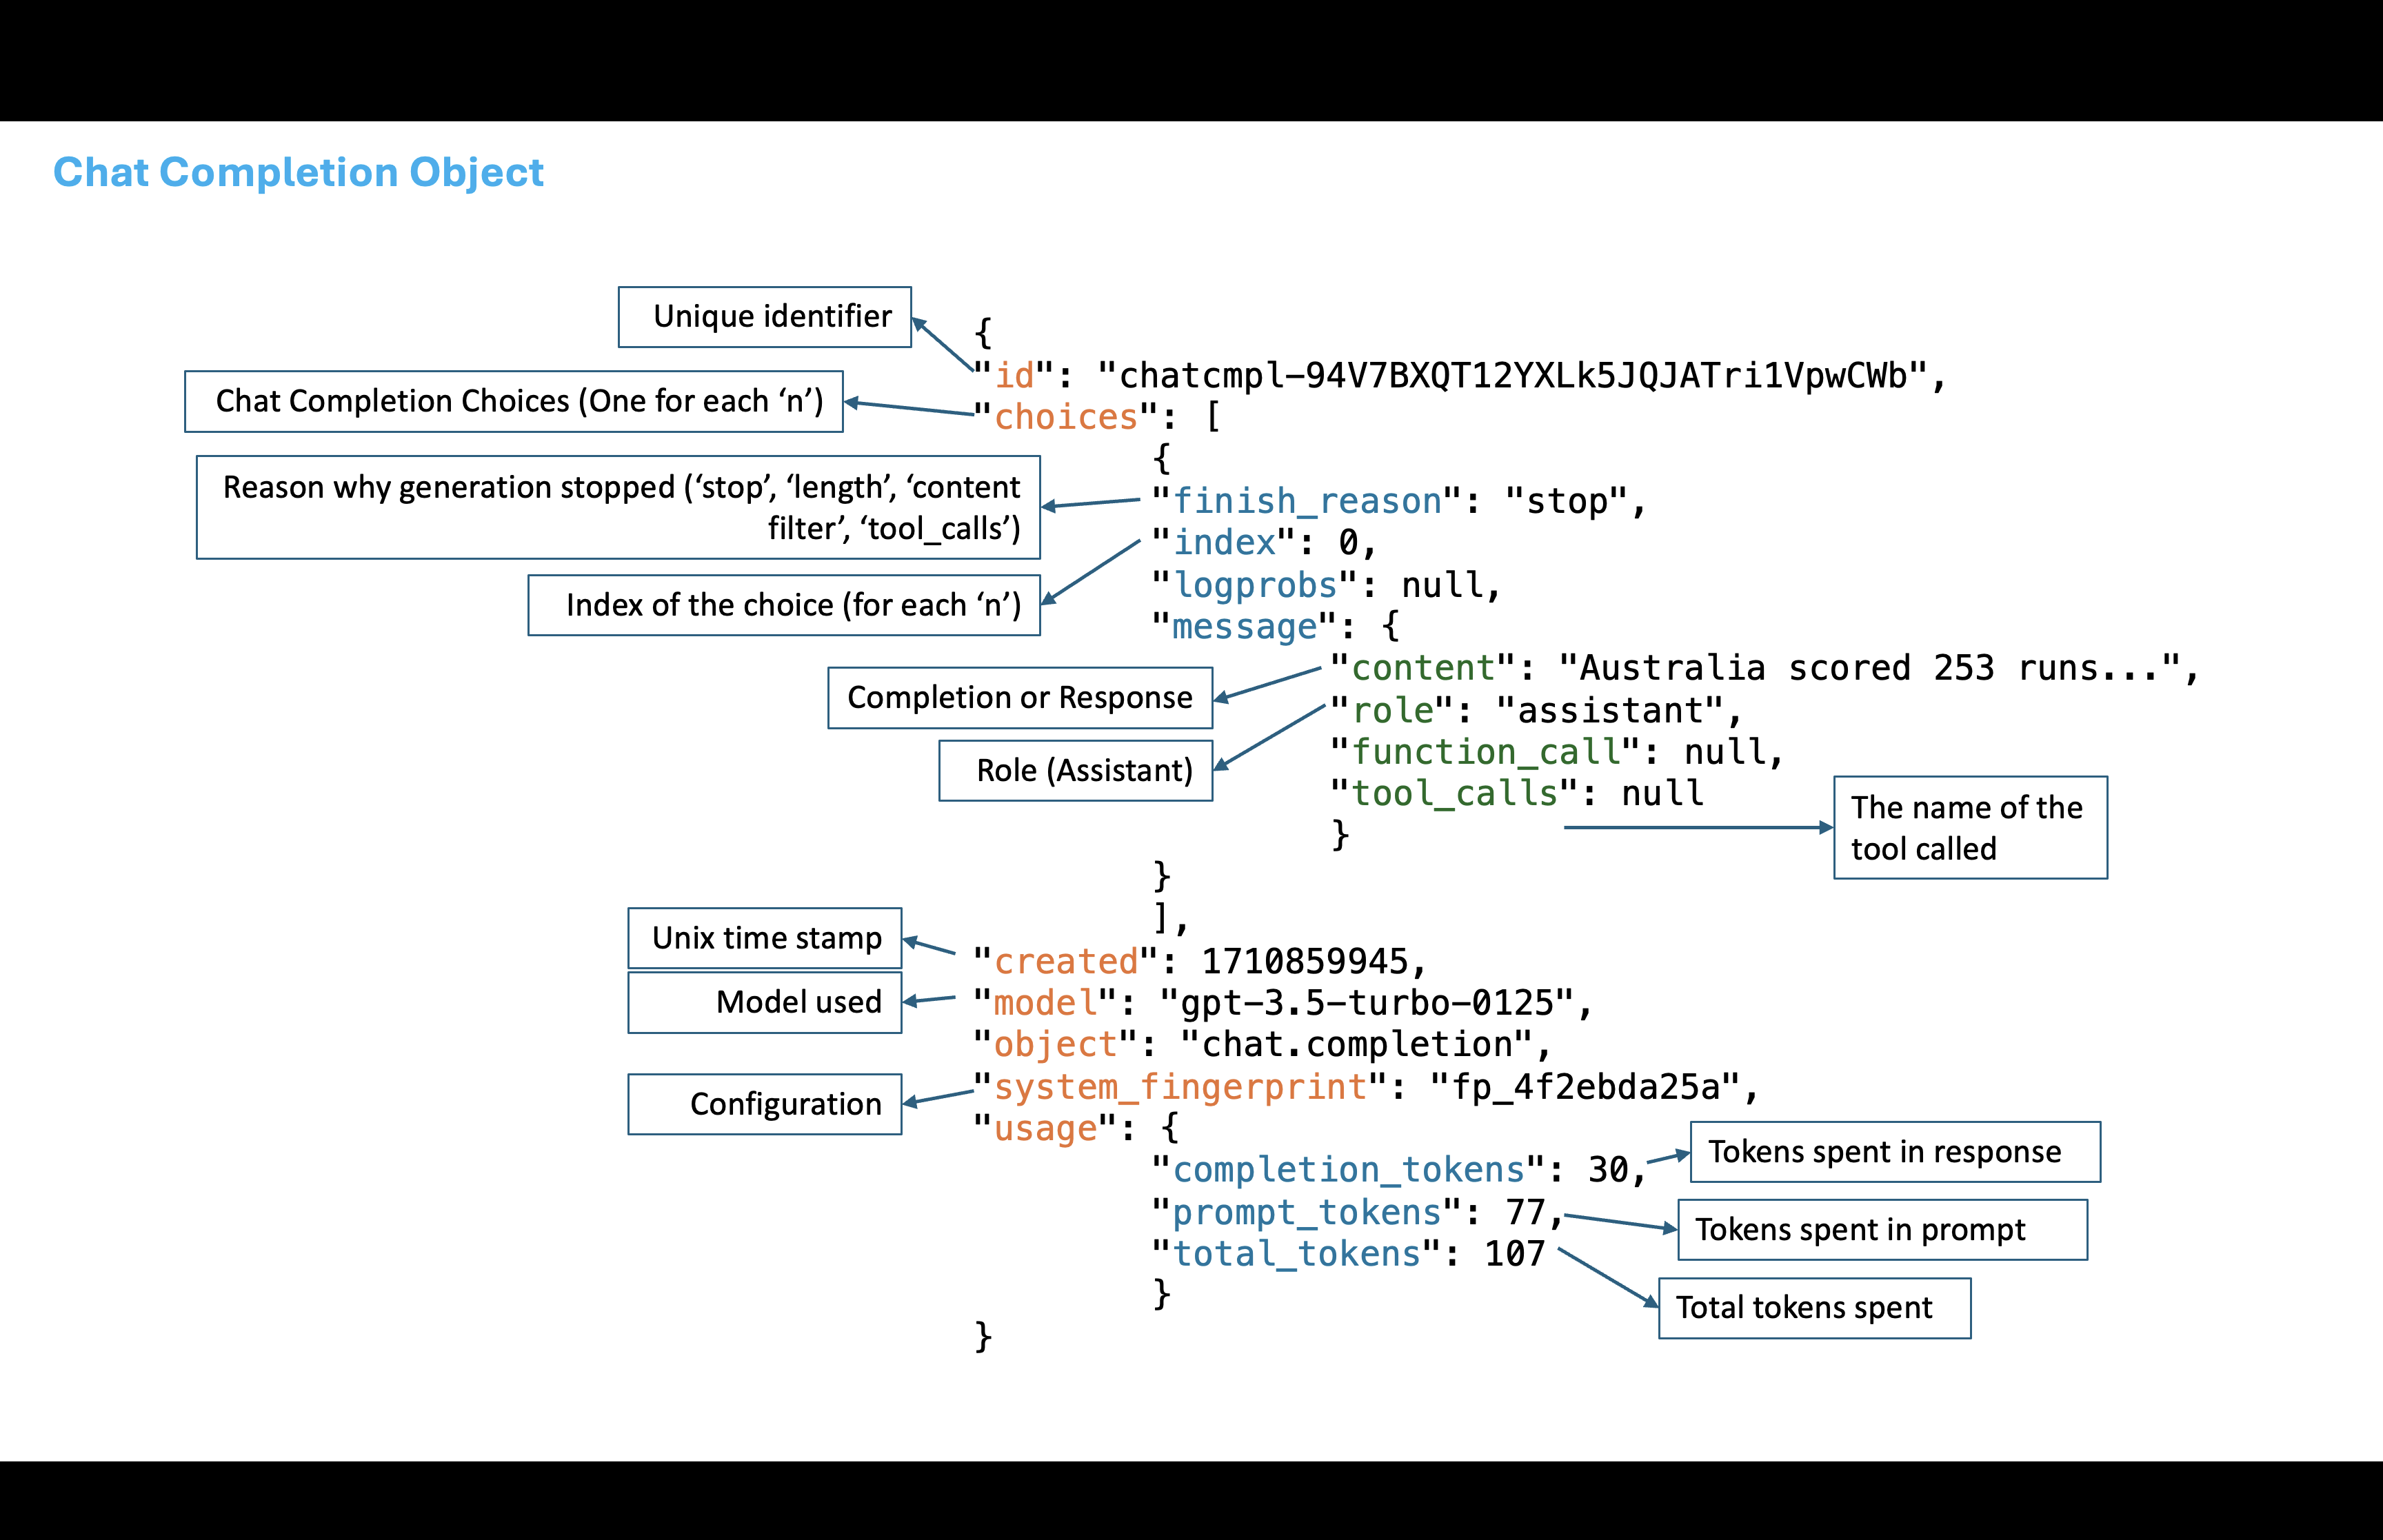 Chat Completion Object
Unique identifier
{
"id": "chatcmpl-94V7BXQT12YXLk5JQJATri1VpwCWb",
Chat Completion Choices (One for each ‘n’)
"choices": [
{
Reason why generation stopped (‘stop’, ‘length’, ‘content
filter’, ‘tool_calls’)
"finish_reason": "stop",
"index": 0,
Index of the choice (for each ‘n’)
"logprobs": null,
"message": {
"content": "Australia scored 253 runs...",
Completion or Response
"role": "assistant",
Role (Assistant)
"function_call": null,
"tool_calls": null
The name of the
tool called
}
}
],
Unix time stamp
"created": 1710859945,
Model used
"model": "gpt-3.5-turbo-0125",
"object": "chat.completion",
Configuration
"system_fingerprint": "fp_4f2ebda25a",
"usage": {
"completion_tokens": 30,
Tokens spent in response
"prompt_tokens": 77,
Tokens spent in prompt
"total_tokens": 107
Total tokens spent
}
}